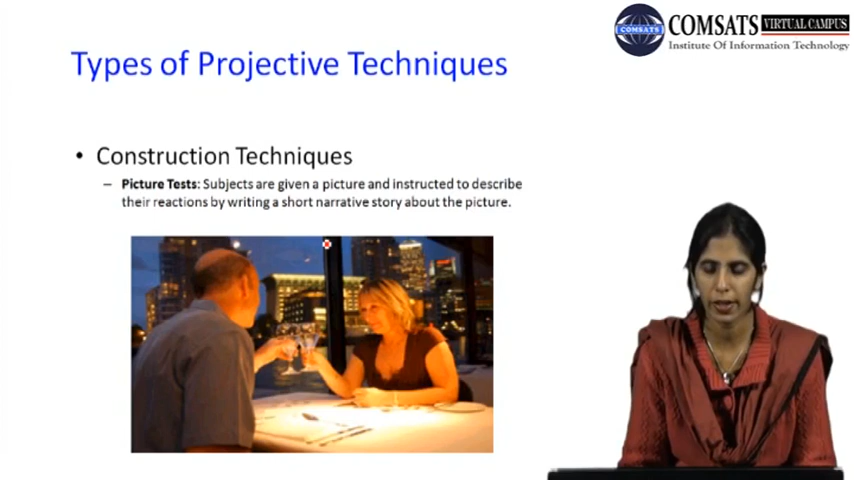 COMSATS
COMSATS VIRTUAL CAMPUS
Institute Of Information Technology
Types of Projective Techniques
• Construction Techniques
– Picture Tests: Subjects are given a picture and instructed to describe
their reactions by writing a short narrative story about the picture.